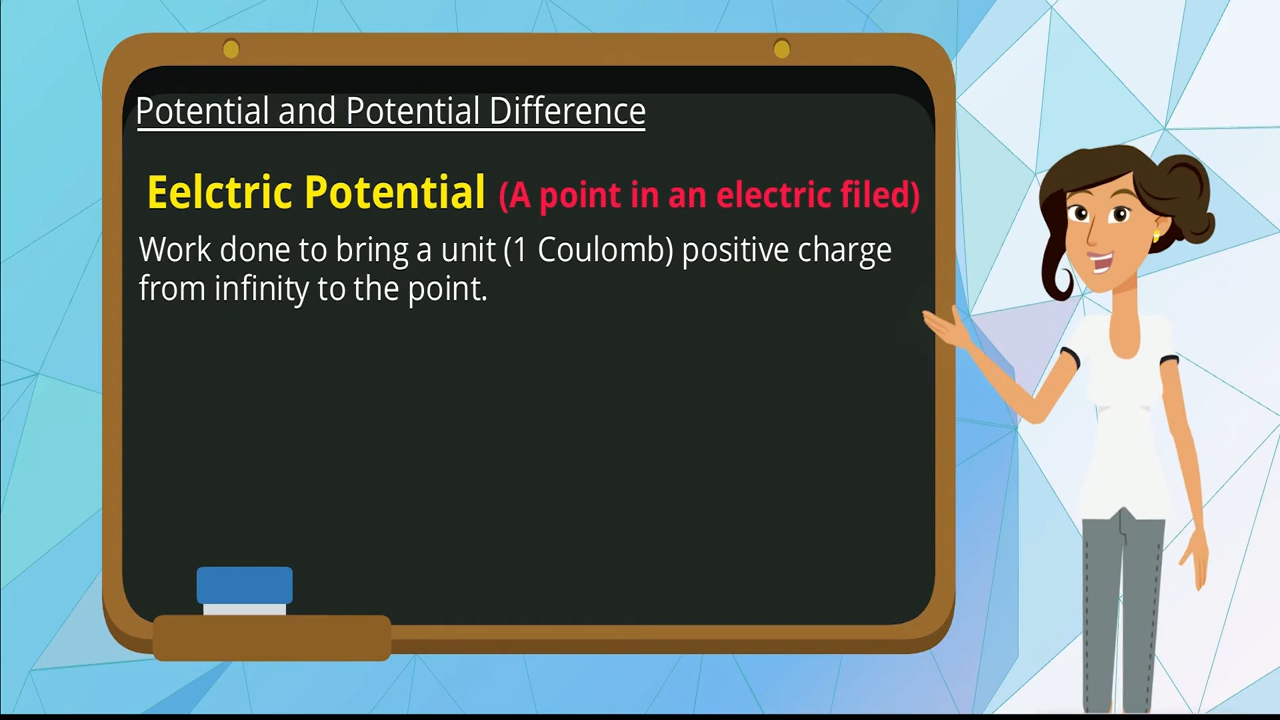 Potential and Potential Difference
Eelctric Potential (A point in an electric filed)
Work done to bring a unit (1 Coulomb) positive charge
from infinity to the point.